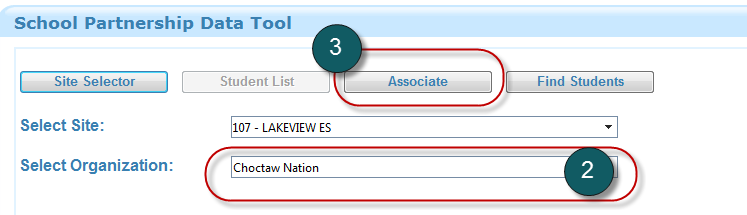 School Partnership Data Tool
3
Site Selector Student List Associate Find Students
Select Site: 107 - LAKEVIEW ES
Select Organization: Choctaw Nation 2